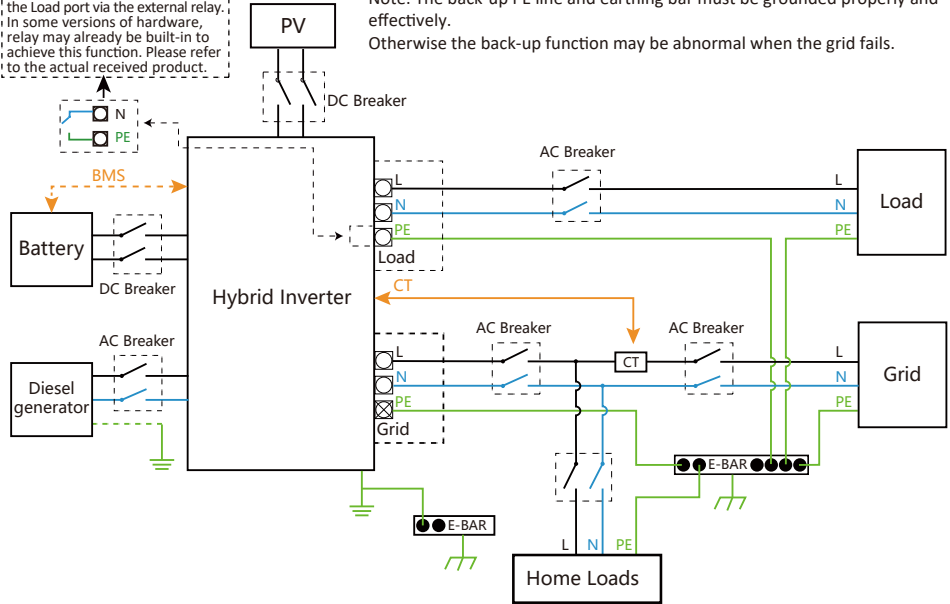 the Load port via the external relay.
In some versions of hardware,
relay may already be built-in to
achieve this function. Please refer
to the actual received product.
Note: The back-up PE line and earthing bar must be grounded properly and
effectively.
Otherwise the back-up function may be abnormal when the grid fails.
PV
DC Breaker
N
PE
BMS
Battery
DC Breaker
Hybrid Inverter
L
N
PE
Load
AC Breaker
L
N
PE
Load
CT
AC Breaker
Diesel
generator
L
N
PE
Grid
AC Breaker
CT
AC Breaker
L
N
PE
Grid
E-BAR
E-BAR
L
N
PE
Home Loads